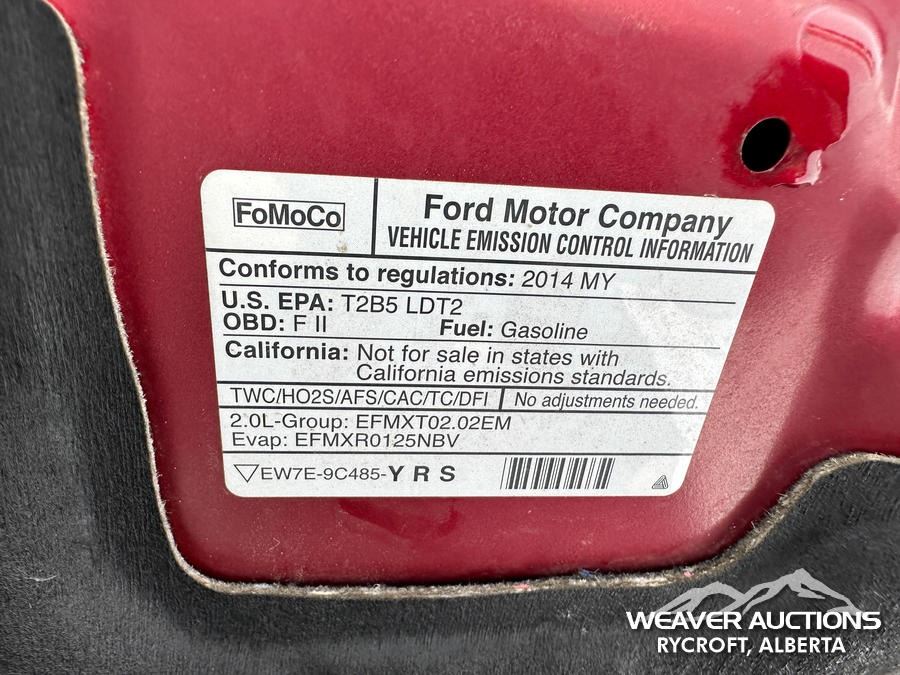 FoMoCo
Ford Motor Company
VEHICLE EMISSION CONTROL INFORMATION
Conforms to regulations: 2014 MY
U.S. EPA: T2B5 LDT2
OBD: F II Fuel: Gasoline
California: Not for sale in states with
California emissions standards.
TWC/HO2S/AFS/CAC/TC/DFI No adjustments needed.
2.0L-Group: EFMXT02.02EM
Evap: EFMXR0125NBV
EW7E-9C485-Y R S
WEAVER AUCTIONS
RYCROFT, ALBERTA